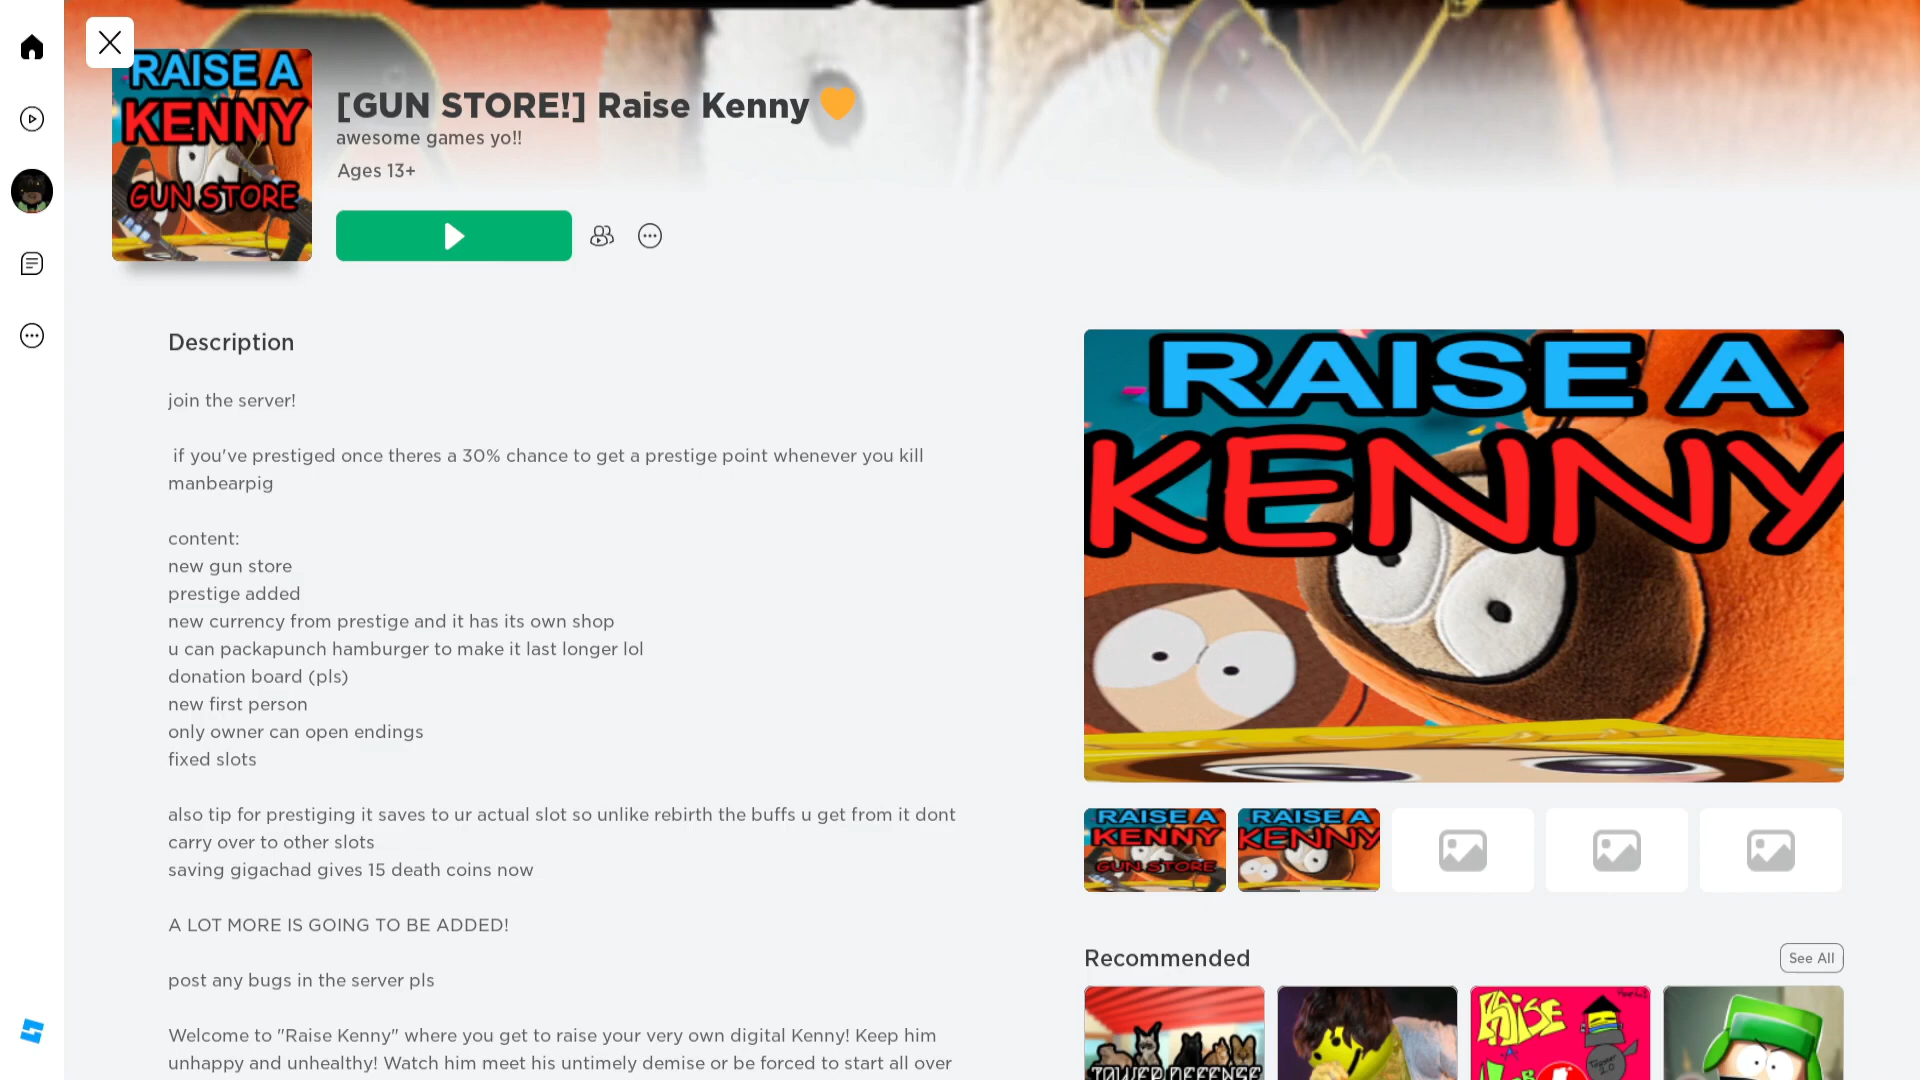 RAISE A
KENNY
GUN STORE
[GUN STORE!] Raise Kenny 🧡
awesome games yo!!
Ages 13+
Description
join the server!
if you've prestiged once theres a 30% chance to get a prestige point whenever you kill
manbearpig
content:
new gun store
prestige added
new currency from prestige and it has its own shop
u can packapunch hamburger to make it last longer lol
donation board (pls)
new first person
only owner can open endings
fixed slots
also tip for prestiging it saves to ur actual slot so unlike rebirth the buffs u get from it dont
carry over to other slots
saving gigachad gives 15 death coins now
A LOT MORE IS GOING TO BE ADDED!
post any bugs in the server pls
Welcome to "Raise Kenny" where you get to raise your very own digital Kenny! Keep him
unhappy and unhealthy! Watch him meet his untimely demise or be forced to start all over
RAISE A
KENNY
RAISE A
KENNY
GUN STORE
RAISE A
KENNY
Recommended
See All
TOWER DEFENSE
RAISE